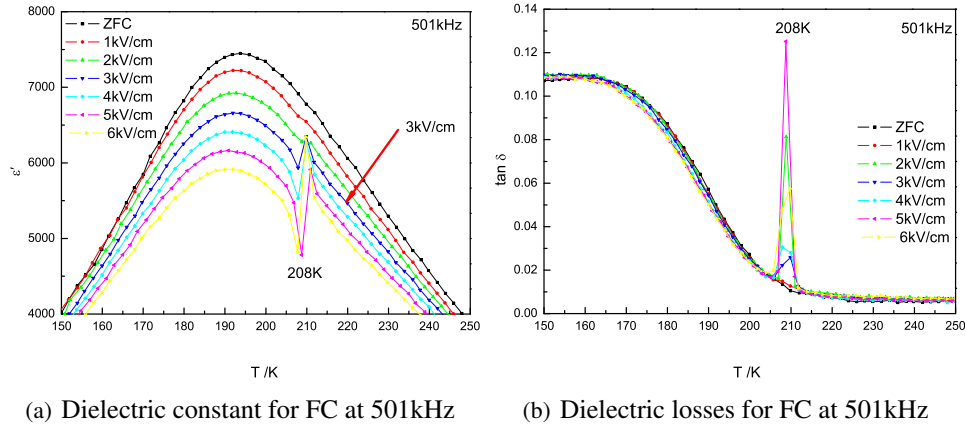 8000
7000
6000
5000
4000
ε'
ZFC
1kV/cm
2kV/cm
3kV/cm
4kV/cm
5kV/cm
6kV/cm
501kHz
3kV/cm
208K
150 160 170 180 190 200 210 220 230 240 250
T /K
(a) Dielectric constant for FC at 501kHz
0.14
0.12
0.10
0.08
0.06
0.04
0.02
0.00
tan δ
208K
501kHz
ZFC
1kV/cm
2kV/cm
3kV/cm
4kV/cm
5kV/cm
6kV/cm
150 160 170 180 190 200 210 220 230 240 250
T /K
(b) Dielectric losses for FC at 501kHz